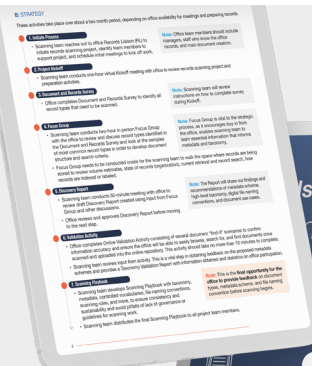 B: STRATEGY
These activities take place over about a two month period, depending on office availability for meetings and preparing records.
1. Initiate Process
• Scanning team reaches out to office Records Liaison (RL) to
initiate records scanning project, identify team members to
support project, and schedule initial meetings to kick off work.
Note: Office team members should include
managers, staff who know the office
records, and main document creators.
2. Project Kickoff
• Scanning team conducts one-hour virtual Kickoff meeting with office to review records scanning project and
preparation activities.
3. Document and Records Survey
• Office completes Document and Records Survey to identify all
record types that need to be scanned.
Note: Scanning team will review
instructions on how to complete survey
during Kickoff.
4. Focus Group
• Scanning team conducts two-hour in person Focus Group
with the office to review and discuss record types identified in
the Document and Records Survey and look at the samples
of most common record types in order to develop document
structure and search criteria.
• Focus Group needs to be conducted onsite for the scanning team to walk the space where records are being
stored to review volume estimates, state of records (organization), current retrieval and record search, how
records are indexed or labeled.
Note: Focus Group is vital to the strategic
process, as it encourages buy in from
the office, enables scanning team to
learn essential information that informs
metadata and taxonomy.
5. Discovery Report
• Scanning team conducts 30-minute meeting with office to
review draft Discovery Report created using input from Focus
Group and other discussions.
• Office reviews and approves Discovery Report before moving
to the next step.
Note: The Report will share our findings and
recommendations of metadata scheme,
high level taxonomy, digital file naming
conventions, and document use cases.
6. Validation Activity
• Office completes Online Validation Activity consisting of several document "find-it" scenarios to confirm
information accuracy and ensure the office will be able to easily browse, search for, and find documents once
scanned and uploaded into the online repository. This activity should take no more than 10 minutes to complete.
• Scanning team reviews input from activity. This is a vital step in obtaining feedback on the proposed metadata
schemes and provides a Taxonomy Validation Report with information obtained and statistics on office participation.
7. Scanning Playbook
• Scanning team develops Scanning Playbook with taxonomy,
metadata, controlled vocabularies, file naming conventions,
scanning rules, and more, to ensure consistency and
sustainability and avoid pitfalls of lack of governance or
guidelines for scanning work.
Note: This is the final opportunity for the
office to provide feedback on document
types, metadata scheme, and file naming
convention before scanning begins.
• Scanning team distributes the final Scanning Playbook to all project team members.